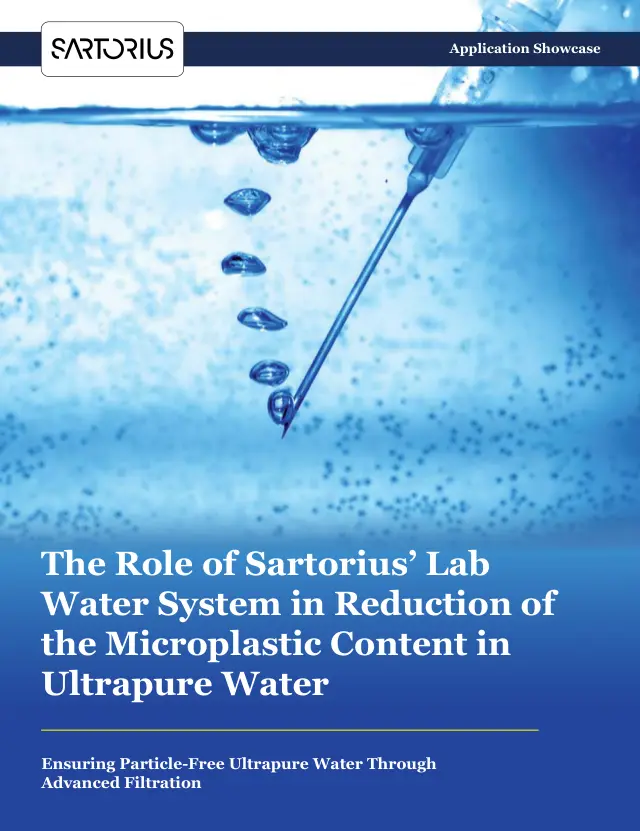 SARTORIUS
Application Showcase
The Role of Sartorius’ Lab
Water System in Reduction of
the Microplastic Content in
Ultrapure Water
Ensuring Particle-Free Ultrapure Water Through
Advanced Filtration